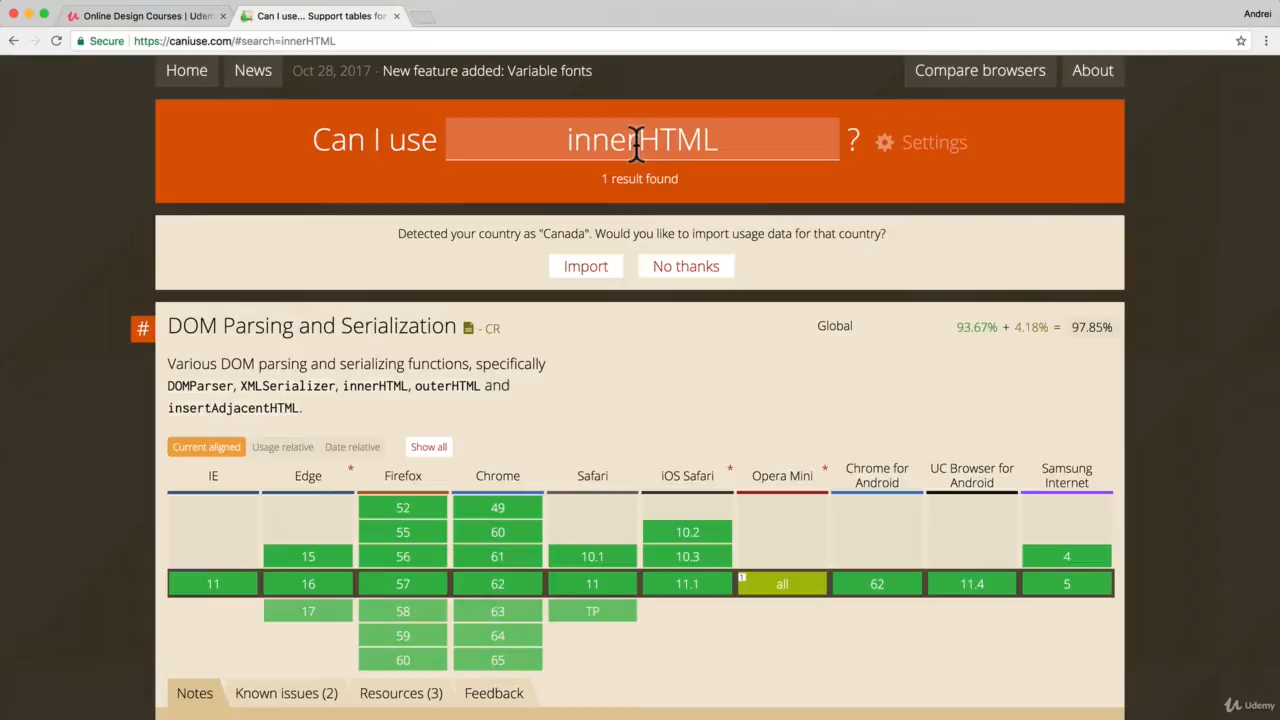 Online Design Courses | Udem
Can I use... Support tables for
Andrei
Secure https://caniuse.com/#search=innerHTML
Home News Oct 28, 2017 - New feature added: Variable fonts Compare browsers About
Can I use innerHTML ? Settings
1 result found
Detected your country as "Canada". Would you like to import usage data for that country?
Import No thanks
# DOM Parsing and Serialization - CR Global 93.67% + 4.18% = 97.85%
Various DOM parsing and serializing functions, specifically
DOMParser, XMLSerializer, innerHTML, outerHTML and
insertAdjacentHTML.
Current aligned Usage relative Date relative Show all
IE Edge * Firefox Chrome Safari iOS Safari * Opera Mini * Chrome for Android UC Browser for Android Samsung Internet
52 49
55 60 10.2
15 56 61 10.1 10.3 4
11 16 57 62 11 11.1 1 all 62 11.4 5
17 58 63 TP
59 64
60 65
Notes Known issues (2) Resources (3) Feedback
Udemy